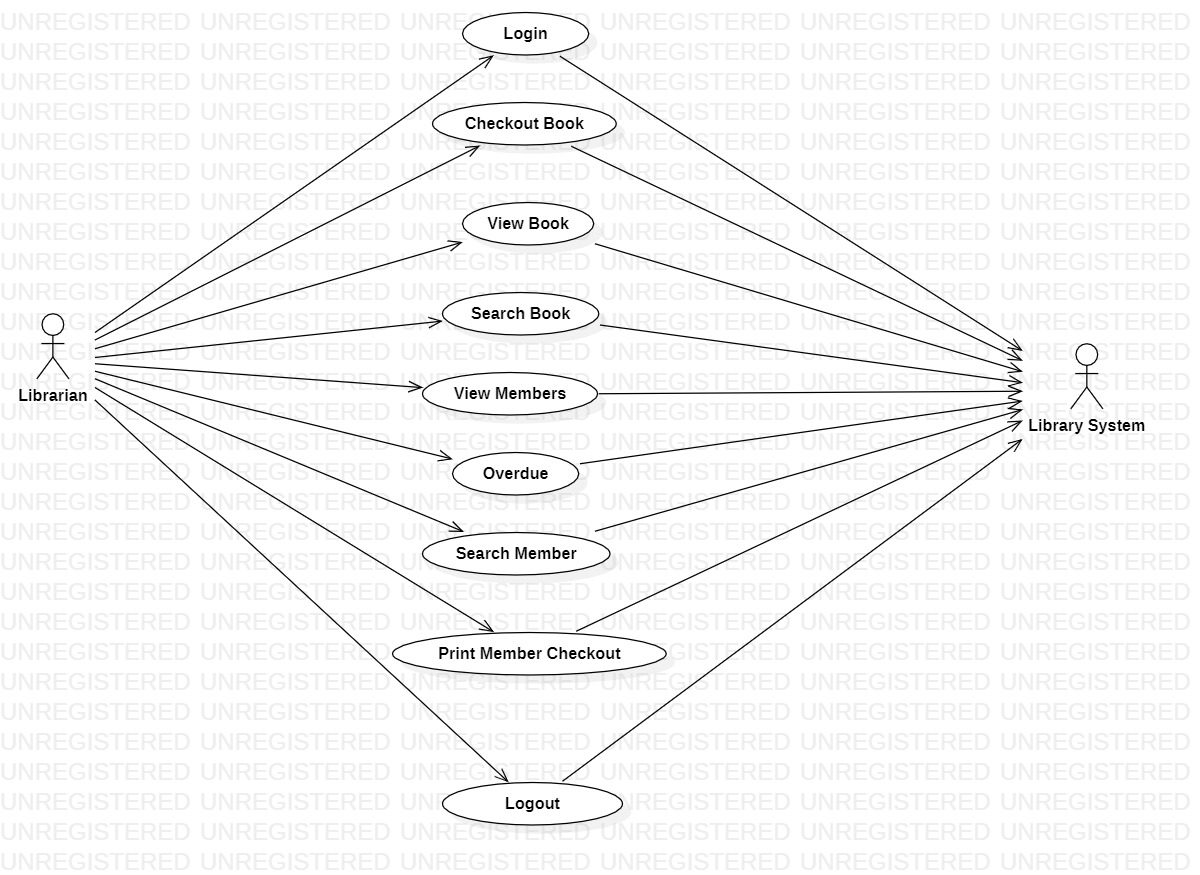 Login
Checkout Book
View Book
Search Book
View Members
Librarian
Library System
Overdue
Search Member
Print Member Checkout
Logout
UNREGISTERED